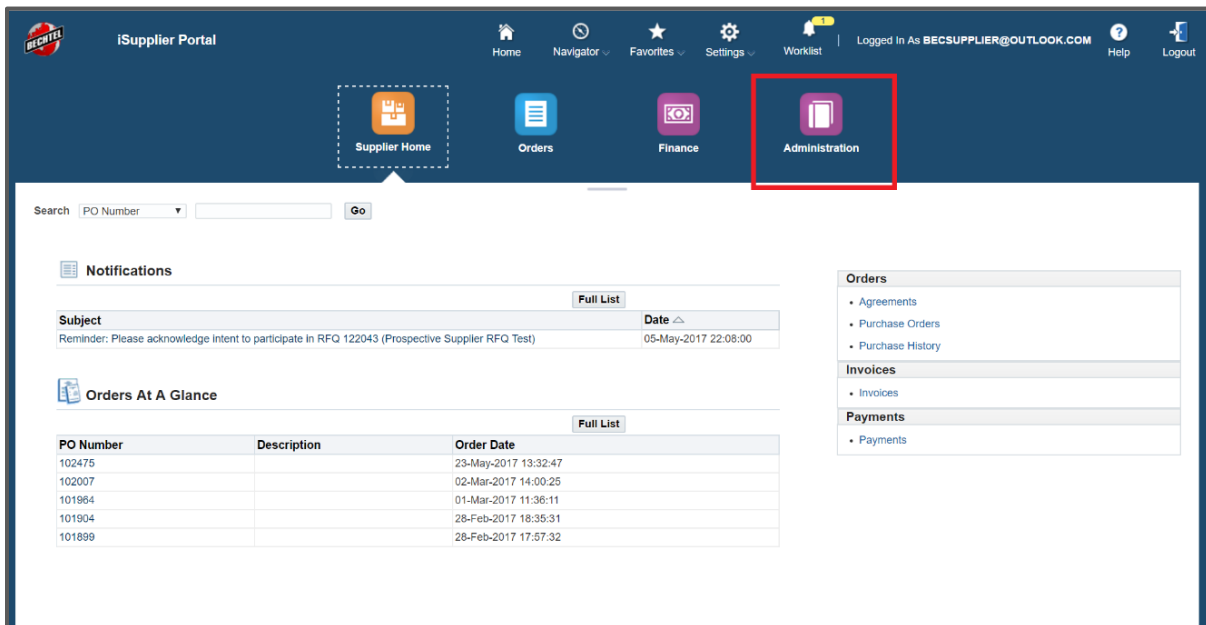 BECHTEL
iSupplier Portal
Home
Navigator
Favorites
Settings
1
Worklist
Logged In As BECSUPPLIER@OUTLOOK.COM
Help
Logout
Supplier Home
Orders
Finance
Administration
Search PO Number Go
Notifications
Full List
Subject Date
Reminder: Please acknowledge intent to participate in RFQ 122043 (Prospective Supplier RFQ Test) 05-May-2017 22:08:00
Orders At A Glance
Full List
PO Number Description Order Date
102475 23-May-2017 13:32:47
102007 02-Mar-2017 14:00:25
101964 01-Mar-2017 11:36:11
101904 28-Feb-2017 18:35:31
101899 28-Feb-2017 17:57:32
Orders
• Agreements
• Purchase Orders
• Purchase History
Invoices
• Invoices
Payments
• Payments